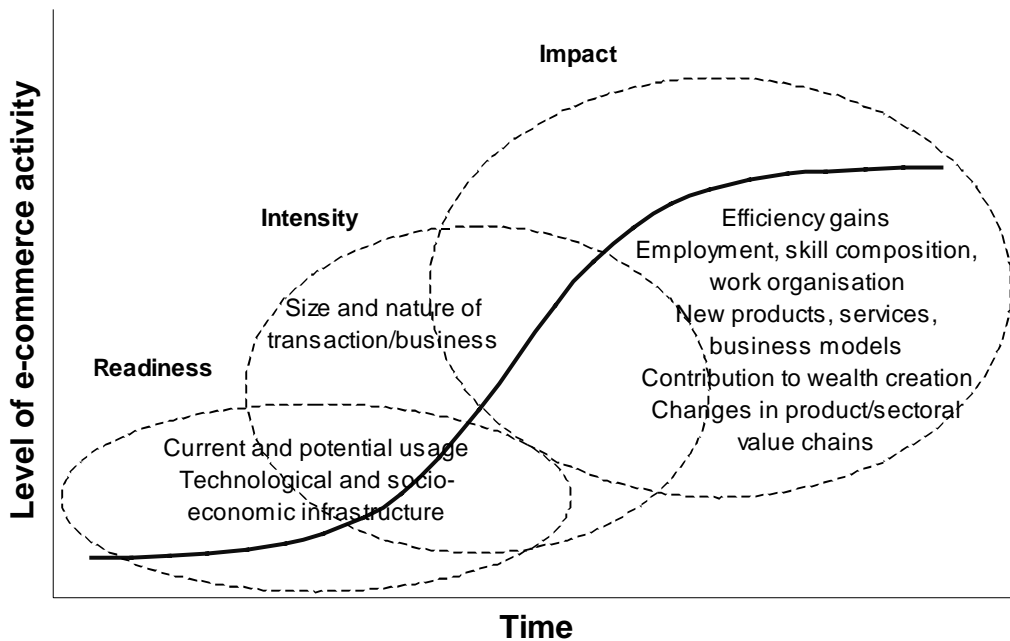 Impact
Level of e-commerce activity
Intensity
Efficiency gains
Employment, skill composition,
work organisation
New products, services,
business models
Contribution to wealth creation
Changes in product/sectoral
value chains
Size and nature of
transaction/business
Readiness
Current and potential usage
Technological and socio-
economic infrastructure
Time